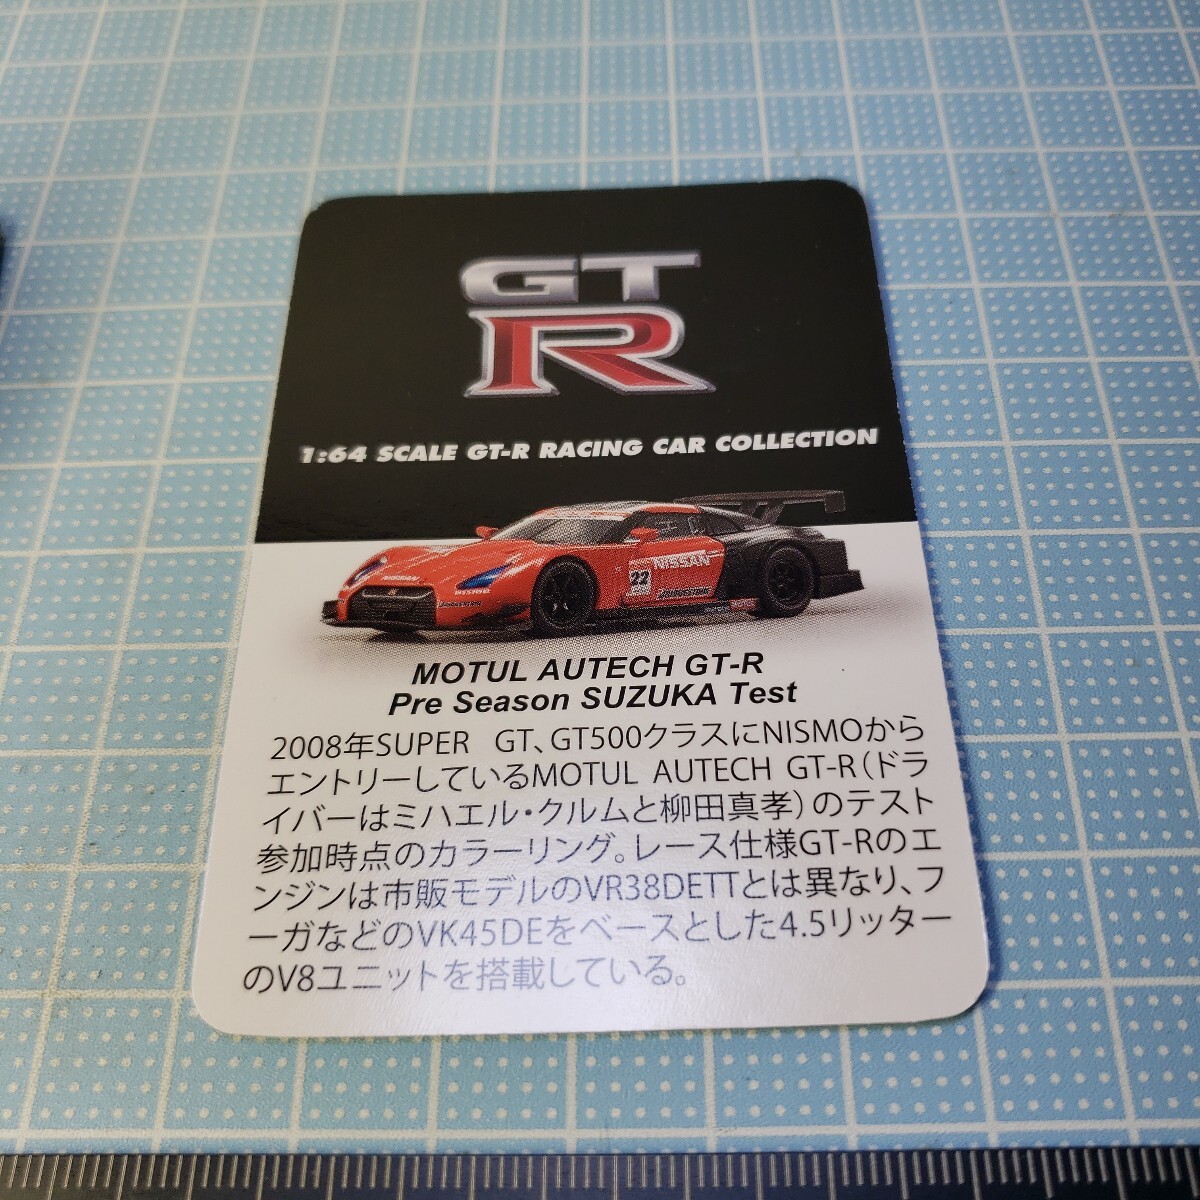 GT
R
1:64 SCALE GT-R RACING CAR COLLECTION
NISSAN
22
NISSAN
MOTUL AUTECH GT-R
Pre Season SUZUKA Test
2008年SUPER GT、GT500クラスにNISMOから
エントリーしているMOTUL AUTECH GT-R（ドラ
イバーはミハエル・クルムと柳田真孝）のテスト
参加時点のカラーリング。レース仕様GT-Rのエ
ンジンは市販モデルのVR38DETTとは異なり、フ
ーガなどのVK45DEをベースとした4.5リッター
のV8ユニットを搭載している。